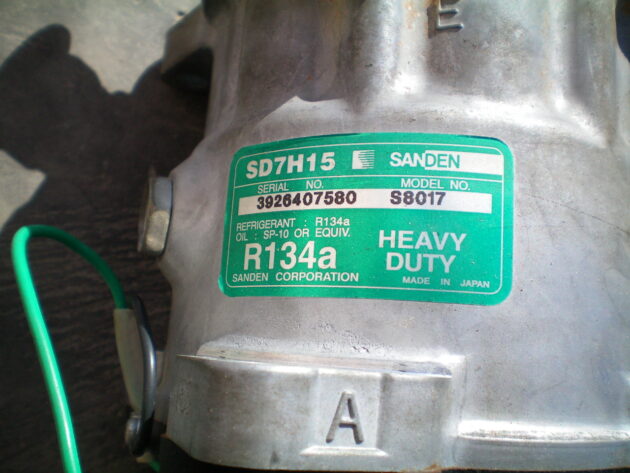 E
SD7H15 SANDEN
SERIAL NO. MODEL NO.
3926407580 S8017
REFRIGERANT : R134a
OIL : SP-10 OR EQUIV.
R134a
SANDEN CORPORATION
HEAVY
DUTY
MADE IN JAPAN
A